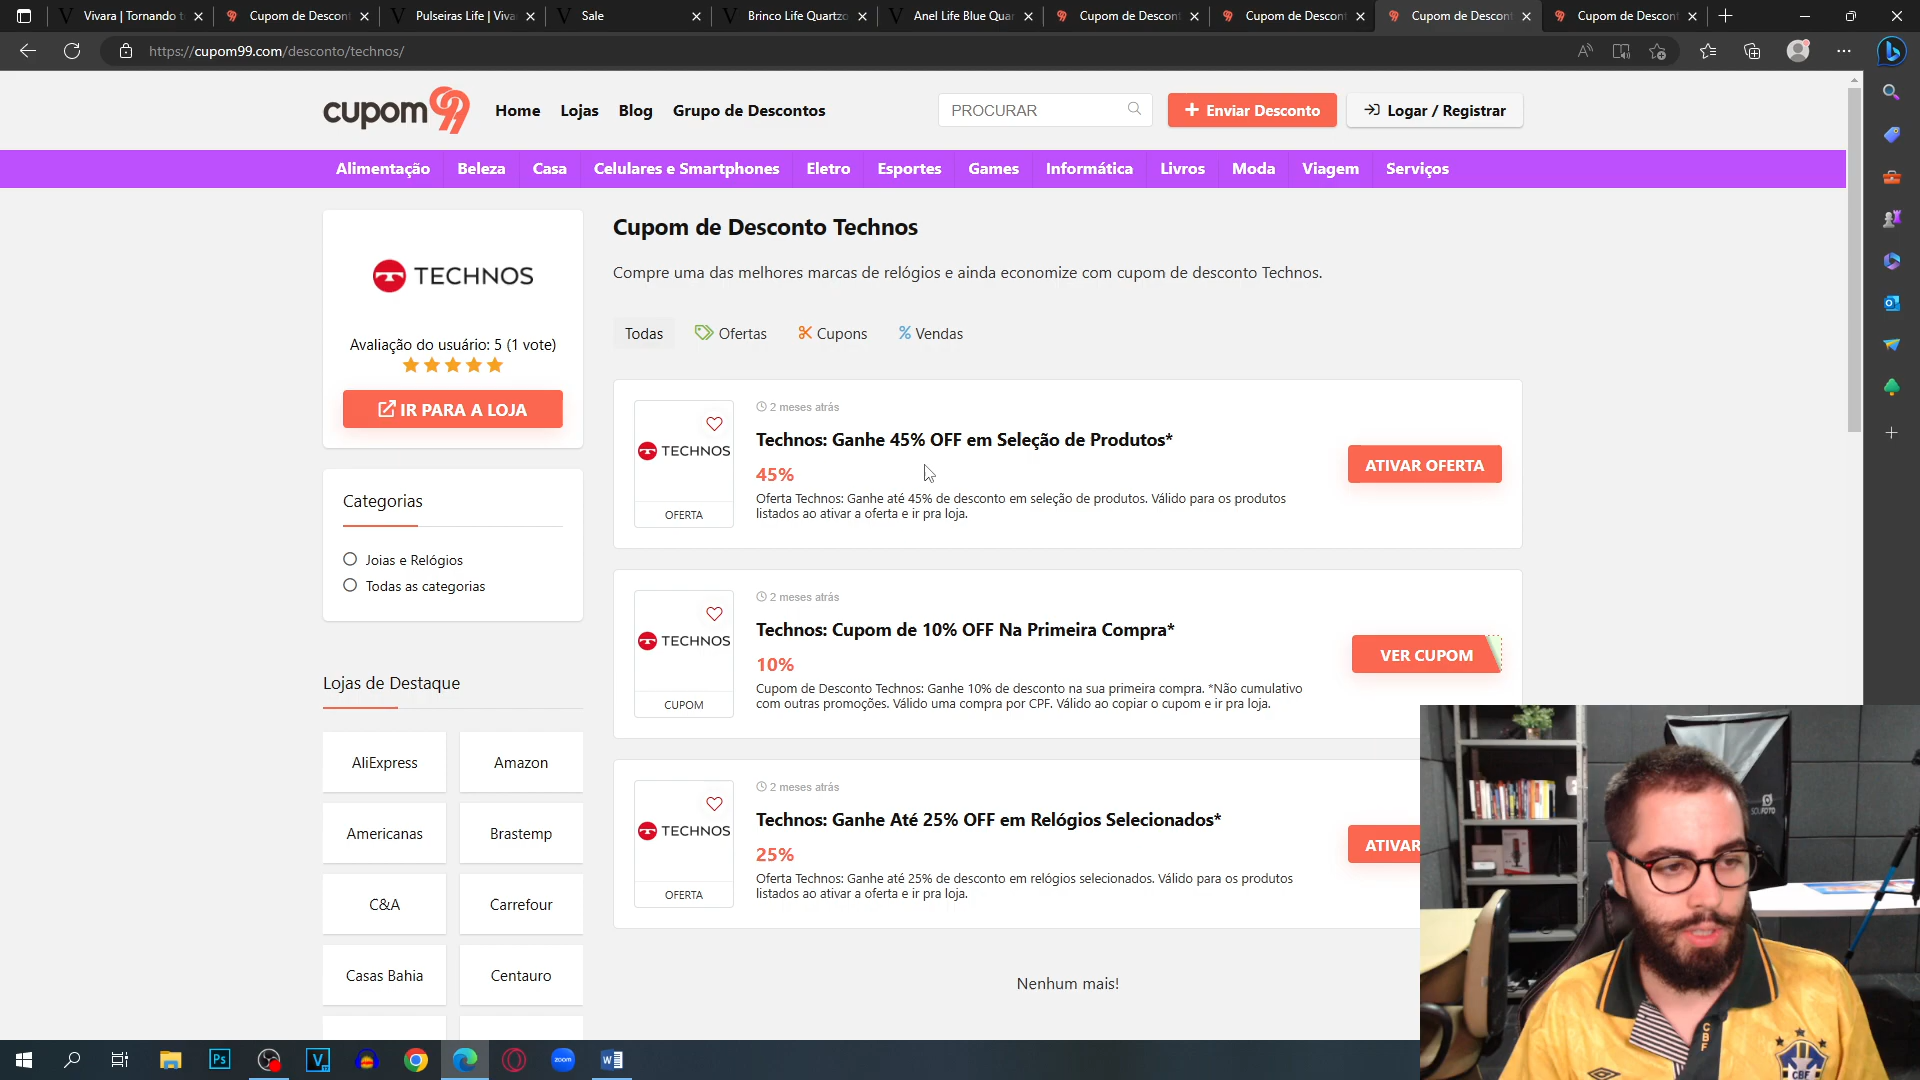 Vivara | Tornando
Cupom de Descon
Pulseiras Life | Viva
Sale
Brinco Life Quartzo
Anel Life Blue Quar
Cupom de Descon
Cupom de Descon
Cupom de Descon
Cupom de Descon
https://cupom99.com/desconto/technos/
cupom99
Home
Lojas
Blog
Grupo de Descontos
PROCURAR
+ Enviar Desconto
Logar / Registrar
Alimentação
Beleza
Casa
Celulares e Smartphones
Eletro
Esportes
Games
Informática
Livros
Moda
Viagem
Serviços
TECHNOS
Avaliação do usuário: 5 (1 vote)
IR PARA A LOJA
Categorias
Joias e Relógios
Todas as categorias
Lojas de Destaque
AliExpress
Amazon
Americanas
Brastemp
C&A
Carrefour
Casas Bahia
Centauro
Cupom de Desconto Technos
Compre uma das melhores marcas de relógios e ainda economize com cupom de desconto Technos.
Todas
Ofertas
Cupons
% Vendas
TECHNOS
OFERTA
2 meses atrás
Technos: Ganhe 45% OFF em Seleção de Produtos*
45%
Oferta Technos: Ganhe até 45% de desconto em seleção de produtos. Válido para os produtos
listados ao ativar a oferta e ir pra loja.
ATIVAR OFERTA
TECHNOS
CUPOM
2 meses atrás
Technos: Cupom de 10% OFF Na Primeira Compra*
10%
Cupom de Desconto Technos: Ganhe 10% de desconto na sua primeira compra. *Não cumulativo
com outras promoções. Válido uma compra por CPF. Válido ao copiar o cupom e ir pra loja.
VER CUPOM
TECHNOS
OFERTA
2 meses atrás
Technos: Ganhe Até 25% OFF em Relógios Selecionados*
25%
Oferta Technos: Ganhe até 25% de desconto em relógios selecionados. Válido para os produtos
listados ao ativar a oferta e ir pra loja.
ATIVAR
Nenhum mais!
CBF
CBF
Ps
V
zoom
W